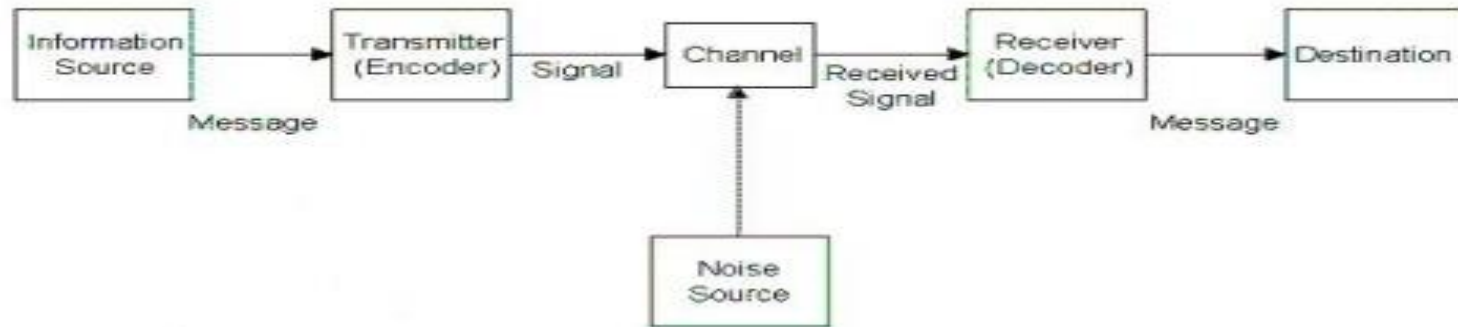 Information
Source
Message
Transmitter
(Encoder)
Signal
Channel
Received
Signal
Receiver
(Decoder)
Message
Destination
Noise
Source